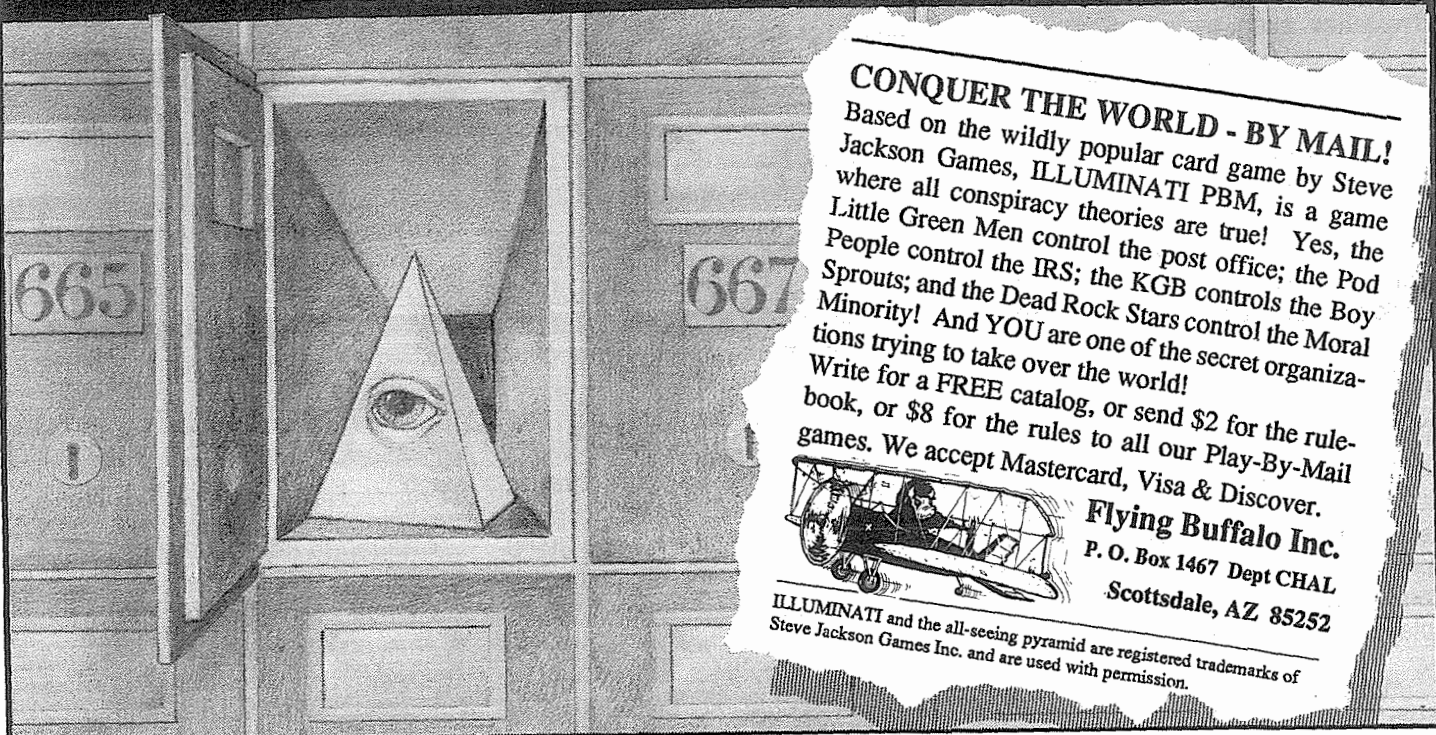 665
667
CONQUER THE WORLD - BY MAIL!
Based on the wildly popular card game by Steve
Jackson Games, ILLUMINATI PBM, is a game
where all conspiracy theories are true! Yes, the
Little Green Men control the post office; the Pod
People control the IRS; the KGB controls the Boy
Sprouts; and the Dead Rock Stars control the Moral
Minority! And YOU are one of the secret organiza-
tions trying to take over the world!
Write for a FREE catalog, or send $2 for the rule-
book, or $8 for the rules to all our Play-By-Mail
games. We accept Mastercard, Visa & Discover.
Flying Buffalo Inc.
P. O. Box 1467 Dept CHAL
Scottsdale, AZ 85252
ILLUMINATI and the all-seeing pyramid are registered trademarks of
Steve Jackson Games Inc. and are used with permission.